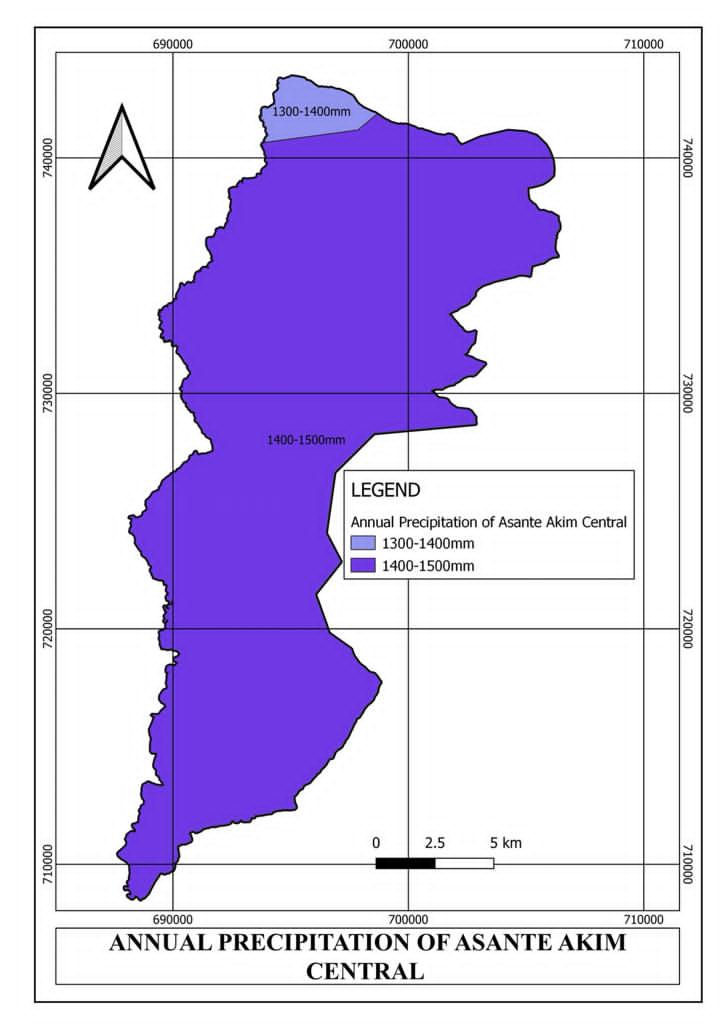 690000
700000
710000
1300-1400mm
740000
740000
730000
730000
1400-1500mm
LEGEND
Annual Precipitation of Asante Akim Central
1300-1400mm
1400-1500mm
720000
720000
0 2.5 5 km
710000
710000
690000
700000
710000
ANNUAL PRECIPITATION OF ASANTE AKIM
CENTRAL